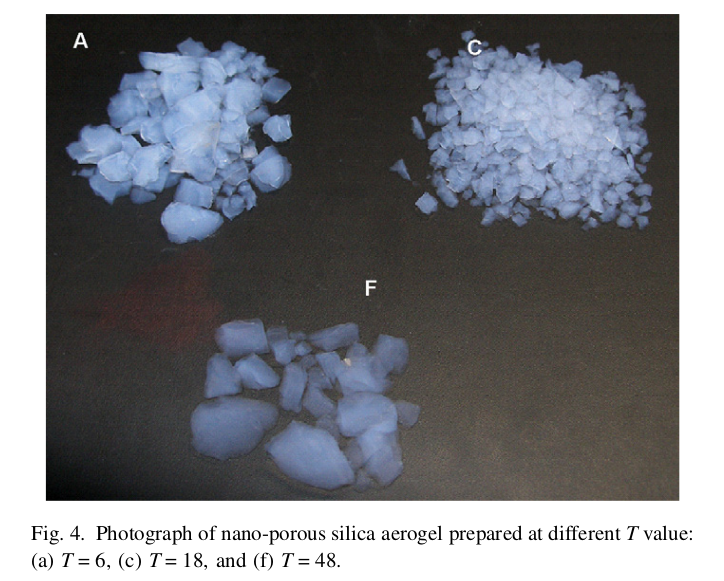 A
C
F
Fig. 4. Photograph of nano-porous silica aerogel prepared at different T value:
(a) T = 6, (c) T = 18, and (f) T = 48.